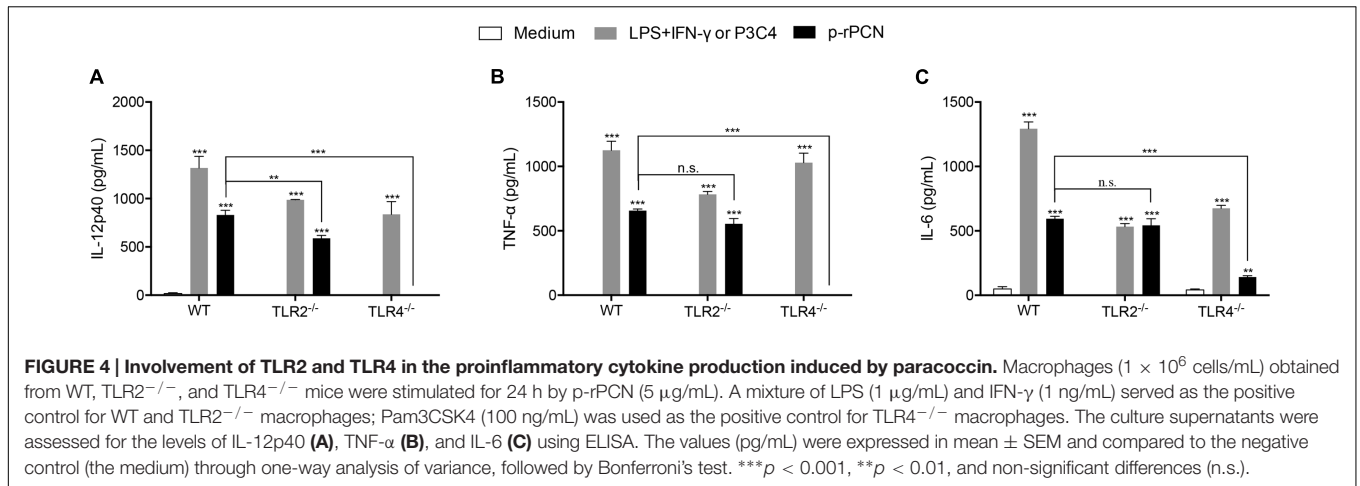 Medium LPS+IFN-γ or P3C4 p-rPCN
A B C
2000 1500 1500
*** *** ***
*** *** ***
1500 *** n.s. ***
*** ** *** *** ***
1000 *** *** 1000 *** *** 1000 n.s.
*** *** *** *** *** ***
500 500 500 **
0 0 0
IL-12p40 (pg/mL) TNF-α (pg/mL) IL-6 (pg/mL)
WT TLR2-/- TLR4-/- WT TLR2-/- TLR4-/- WT TLR2-/- TLR4-/-
FIGURE 4 | Involvement of TLR2 and TLR4 in the proinflammatory cytokine production induced by paracoccin. Macrophages (1 × 10⁶ cells/mL) obtained
from WT, TLR2−/−, and TLR4−/− mice were stimulated for 24 h by p-rPCN (5 μg/mL). A mixture of LPS (1 μg/mL) and IFN-γ (1 ng/mL) served as the positive
control for WT and TLR2−/− macrophages; Pam3CSK4 (100 ng/mL) was used as the positive control for TLR4−/− macrophages. The culture supernatants were
assessed for the levels of IL-12p40 (A), TNF-α (B), and IL-6 (C) using ELISA. The values (pg/mL) were expressed in mean ± SEM and compared to the negative
control (the medium) through one-way analysis of variance, followed by Bonferroni's test. ***p < 0.001, **p < 0.01, and non-significant differences (n.s.).